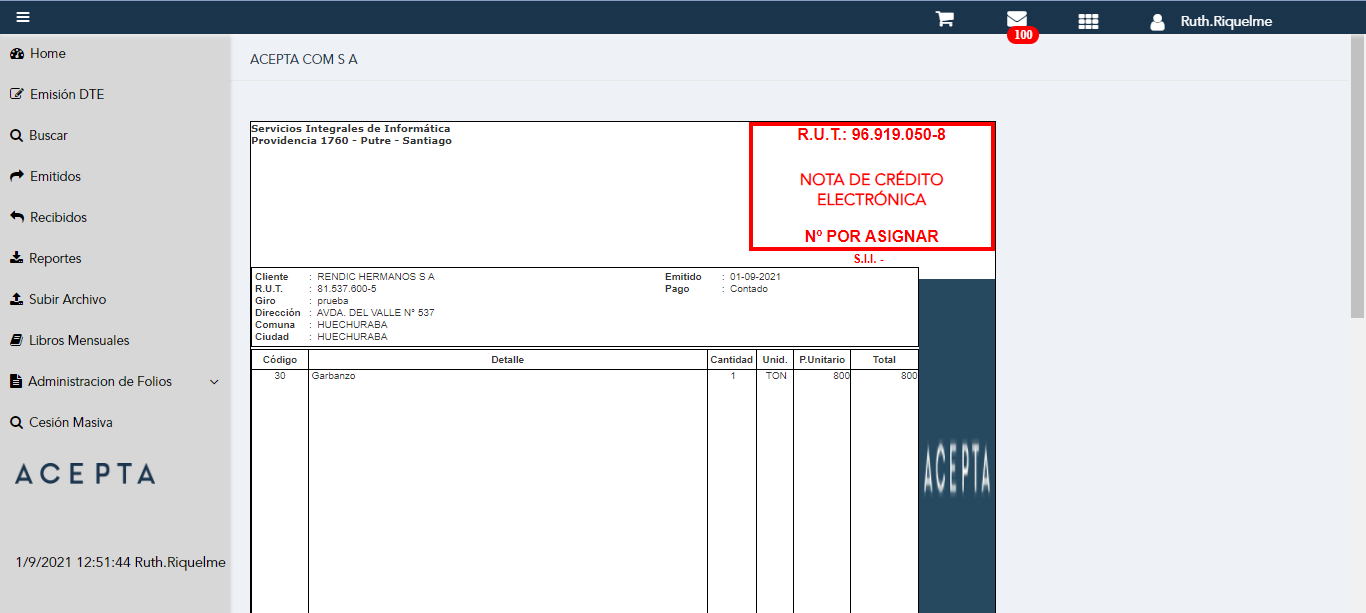 Ruth.Riquelme
100
Home
Emisión DTE
Buscar
Emitidos
Recibidos
Reportes
Subir Archivo
Libros Mensuales
Administracion de Folios
Cesión Masiva
ACEPTA
1/9/2021 12:51:44 Ruth.Riquelme
ACEPTA COM S A
Servicios Integrales de Informática
Providencia 1760 - Putre - Santiago
R.U.T.: 96.919.050-8
NOTA DE CRÉDITO
ELECTRÓNICA
Nº POR ASIGNAR
S.I.I. -
Cliente : RENDIC HERMANOS S A Emitido : 01-09-2021
R.U.T. : 81.537.600-5 Pago : Contado
Giro : prueba
Dirección : AVDA. DEL VALLE N° 537
Comuna : HUECHURABA
Ciudad : HUECHURABA
Código Detalle Cantidad Unid. P.Unitario Total
30 Garbanzo 1 TON 800 800
ACEPTA